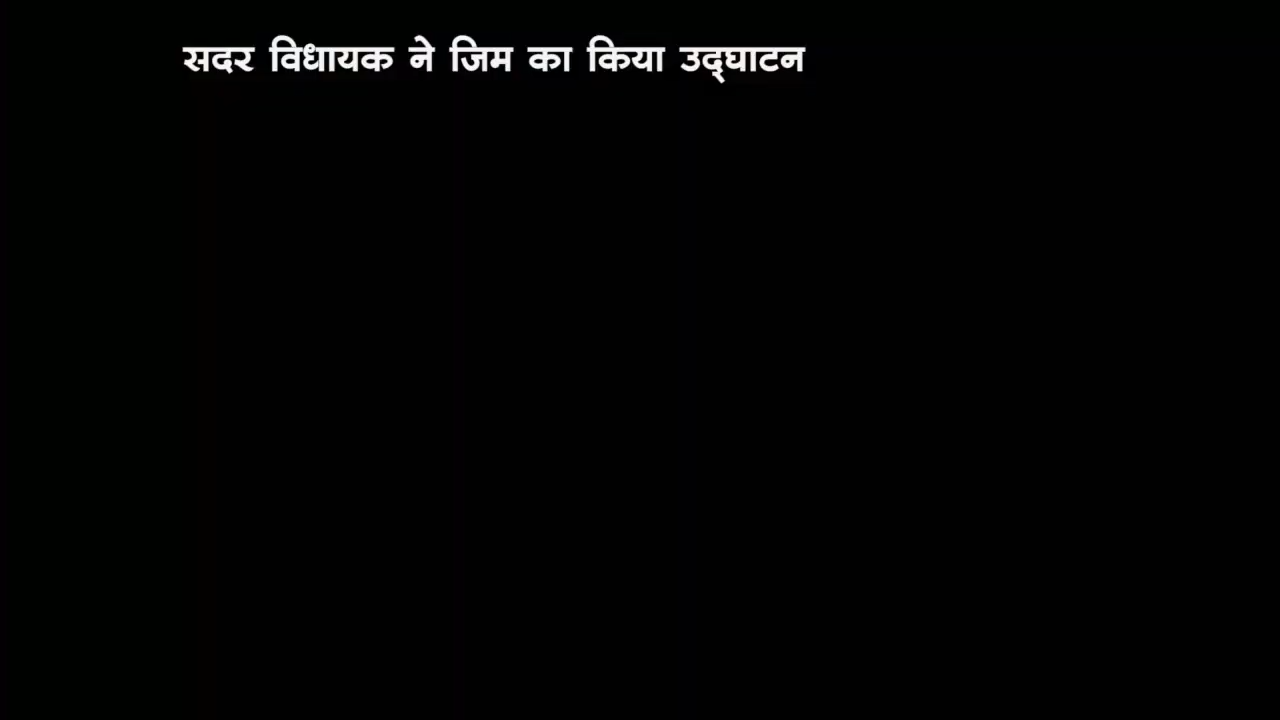 सदर विधायक ने जिम का किया उद्घाटन